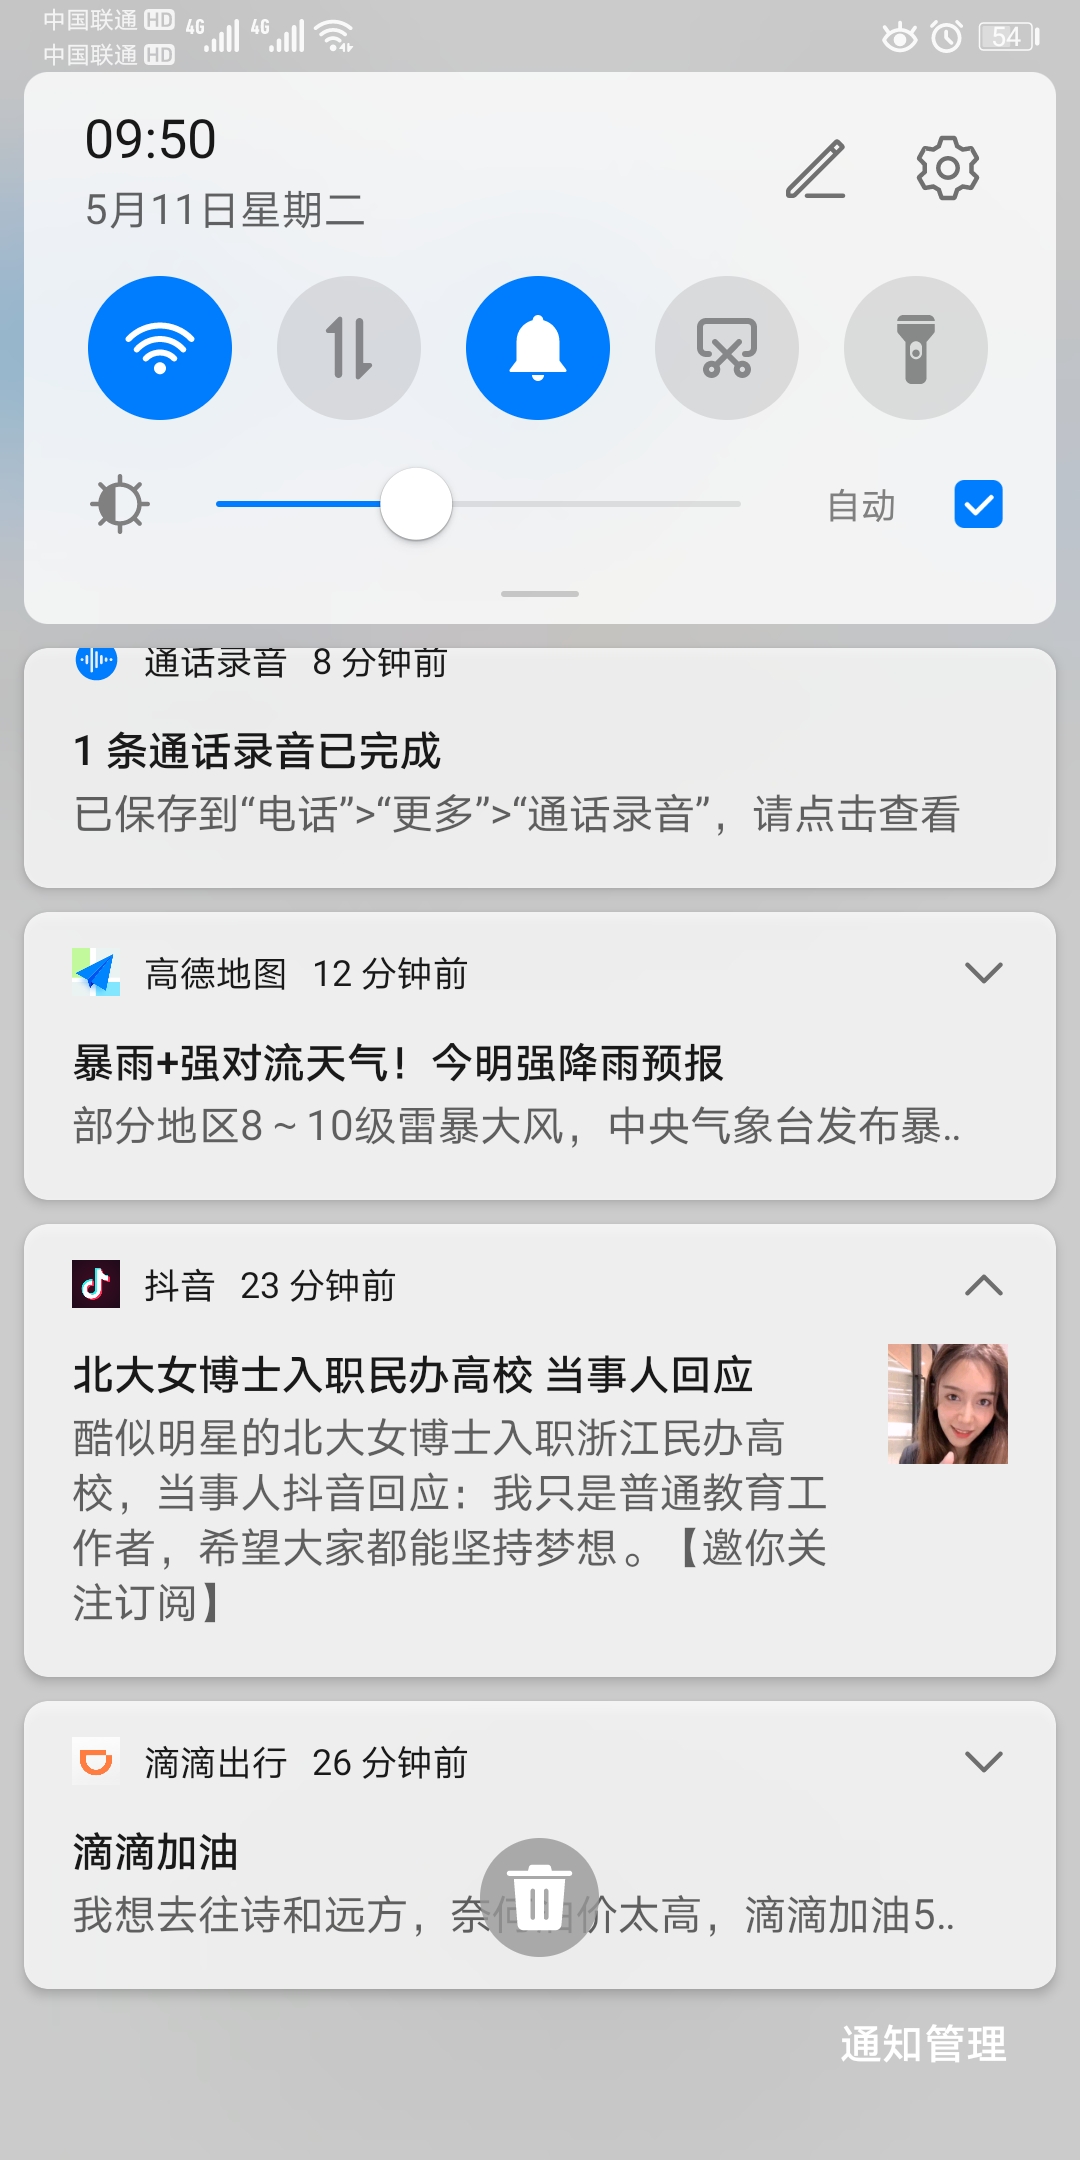 中国联通 HD
中国联通 HD
4G 4G
54
09:50
5月11日星期二
自动
通话录音 8 分钟前
1 条通话录音已完成
已保存到“电话”>“更多”>“通话录音”，请点击查看
高德地图 12 分钟前
暴雨+强对流天气！今明强降雨预报
部分地区8～10级雷暴大风，中央气象台发布暴..
抖音 23 分钟前
北大女博士入职民办高校 当事人回应
酷似明星的北大女博士入职浙江民办高
校，当事人抖音回应：我只是普通教育工
作者，希望大家都能坚持梦想。【邀你关
注订阅】
滴滴出行 26 分钟前
滴滴加油
我想去往诗和远方，奈何油价太高，滴滴加油5..
通知管理